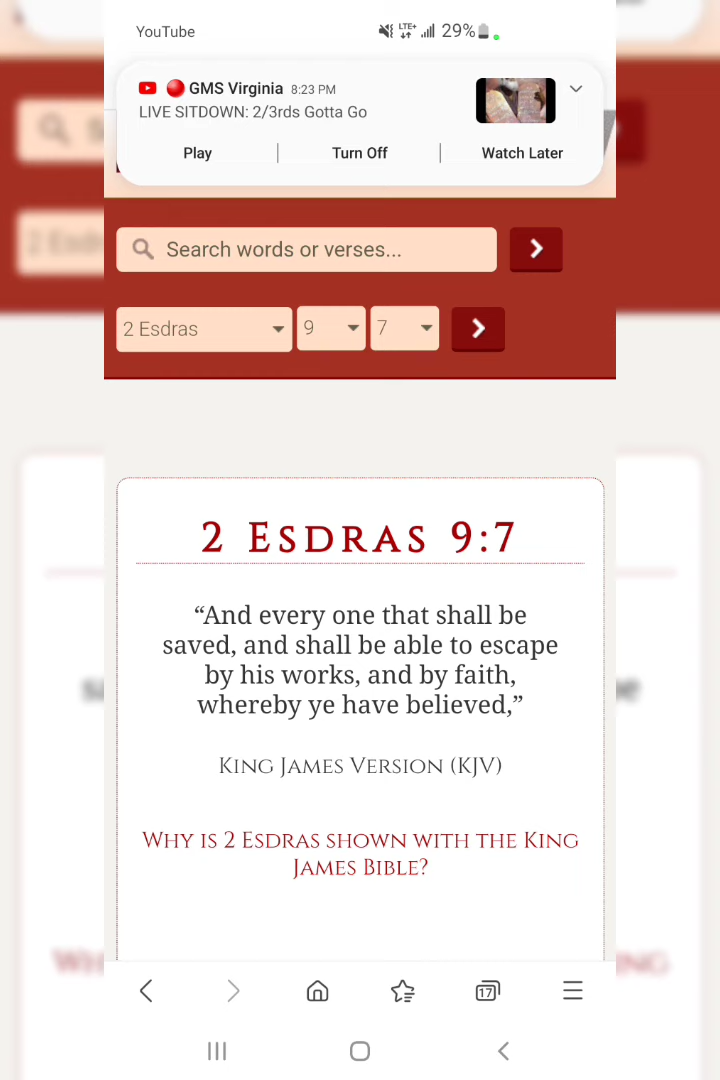 YouTube
LTE+ 29%
GMS Virginia 8:23 PM
LIVE SITDOWN: 2/3rds Gotta Go
Play Turn Off Watch Later
Search words or verses...
2 Esdras 9 7
2 Esdras 9:7
“And every one that shall be
saved, and shall be able to escape
by his works, and by faith,
whereby ye have believed,”
King James Version (KJV)
Why is 2 Esdras shown with the King
James Bible?
17